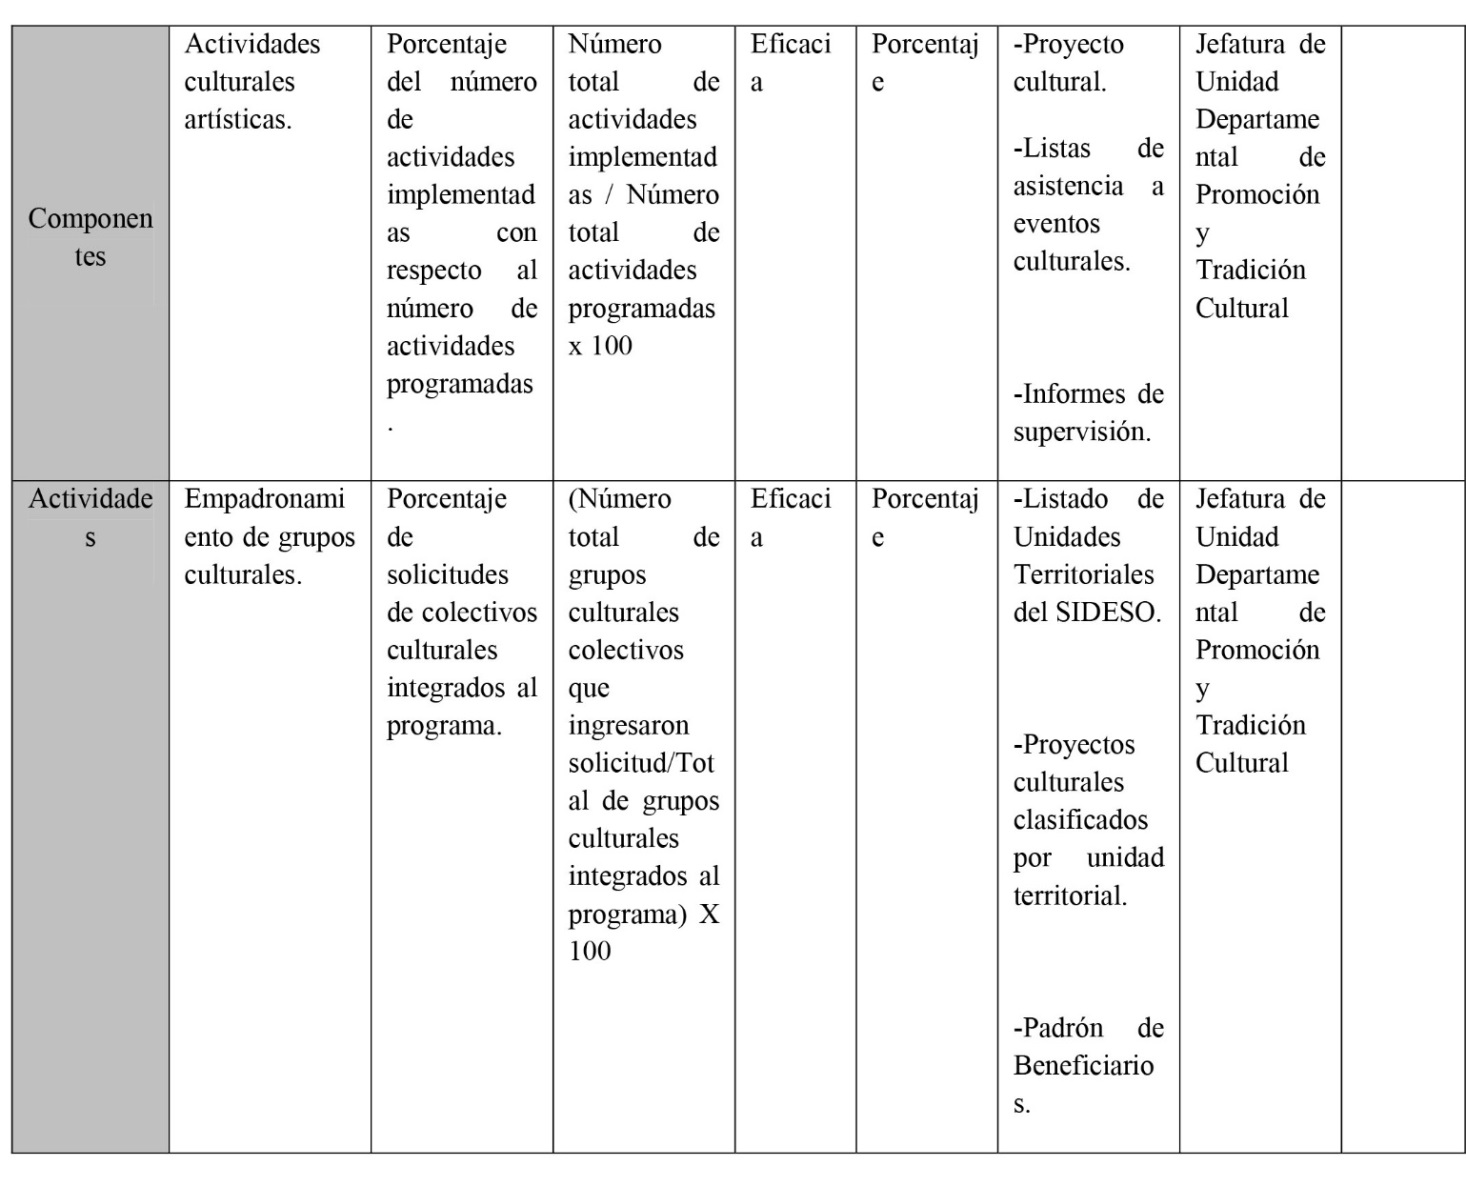 Componen
tes
Actividades
culturales
artísticas.
Porcentaje
del número
de
actividades
implementad
as con
respecto al
número de
actividades
programadas
.
Número
total de
actividades
implementad
as / Número
total de
actividades
programadas
x 100
Eficaci
a
Porcentaj
e
-Proyecto
cultural.
-Listas de
asistencia a
eventos
culturales.
-Informes de
supervisión.
Jefatura de
Unidad
Departame
ntal de
Promoción
y
Tradición
Cultural
Actividade
s
Empadronami
ento de grupos
culturales.
Porcentaje
de
solicitudes
de colectivos
culturales
integrados al
programa.
(Número
total de
grupos
culturales
colectivos
que
ingresaron
solicitud/Tot
al de grupos
culturales
integrados al
programa) X
100
Eficaci
a
Porcentaj
e
-Listado de
Unidades
Territoriales
del SIDESO.
-Proyectos
culturales
clasificados
por unidad
territorial.
-Padrón de
Beneficiario
s.
Jefatura de
Unidad
Departame
ntal de
Promoción
y
Tradición
Cultural